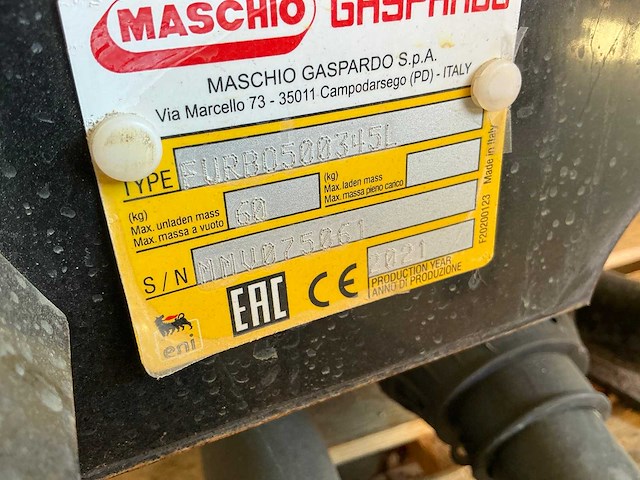 MASCHIO GASPARDO
MASCHIO GASPARDO S.p.A.
Via Marcello 73 - 35011 Campodarsego (PD) - ITALY
TYPE FURBO500345L
(kg) Max. unladen mass Max. massa a vuoto 60
(kg) Max. laden mass Max. massa pieno carico
S/N MMV075061
2021
PRODUCTION YEAR
ANNO DI PRODUZIONE
EAC CE
eni
F20200123 Made in Italy